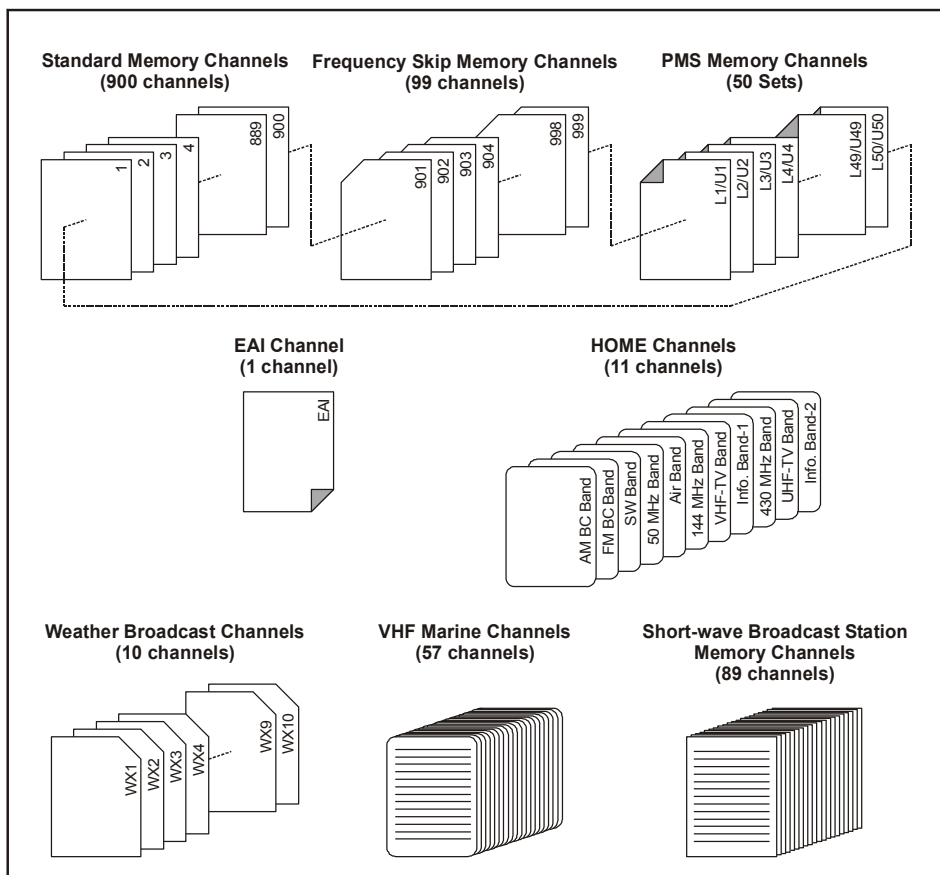 Standard Memory Channels
(900 channels)
1
2
3
4
889
900
Frequency Skip Memory Channels
(99 channels)
901
902
903
904
998
999
PMS Memory Channels
(50 Sets)
L1/U1
L2/U2
L3/U3
L4/U4
L49/U49
L50/U50
EAI Channel
(1 channel)
EAI
HOME Channels
(11 channels)
AM BC Band
FM BC Band
SW Band
50 MHz Band
Air Band
144 MHz Band
VHF-TV Band
Info. Band-1
430 MHz Band
UHF-TV Band
Info. Band-2
Weather Broadcast Channels
(10 channels)
WX1
WX2
WX3
WX4
WX9
WX10
VHF Marine Channels
(57 channels)
Short-wave Broadcast Station
Memory Channels
(89 channels)